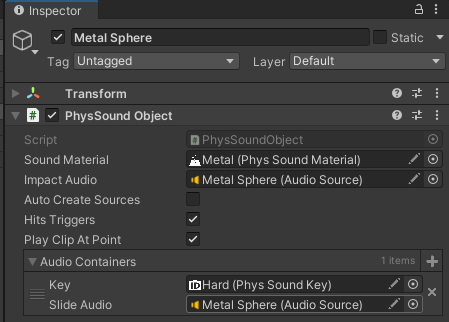 Inspector
Metal Sphere
Static
Tag Untagged Layer Default
Transform
PhysSound Object
Script PhysSoundObject
Sound Material Metal (Phys Sound Material)
Impact Audio Metal Sphere (Audio Source)
Auto Create Sources
Hits Triggers
Play Clip At Point
Audio Containers 1 items
Key Hard (Phys Sound Key)
Slide Audio Metal Sphere (Audio Source)